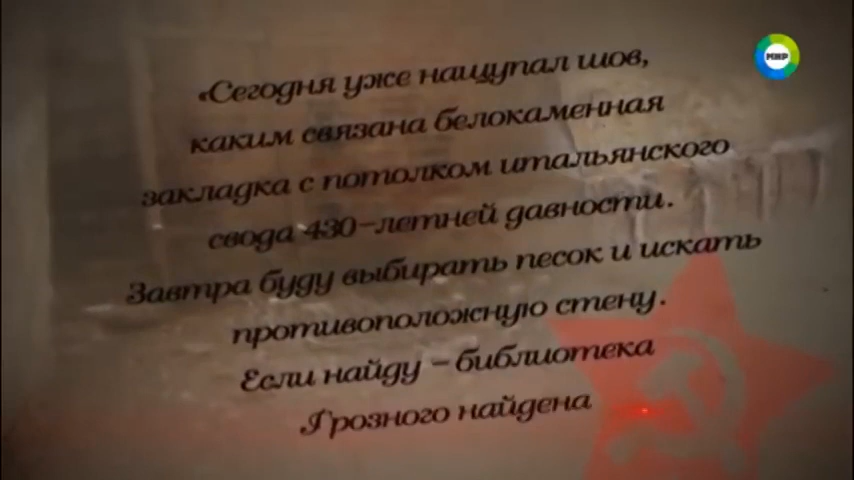 МИР
«Сегодня уже нащупал шов,
каким связана белокаменная
закладка с потолком итальянского
свода 430-летней давности.
Завтра буду выбирать песок и искать
противоположную стену.
Если найду - библиотека
Грозного найдена